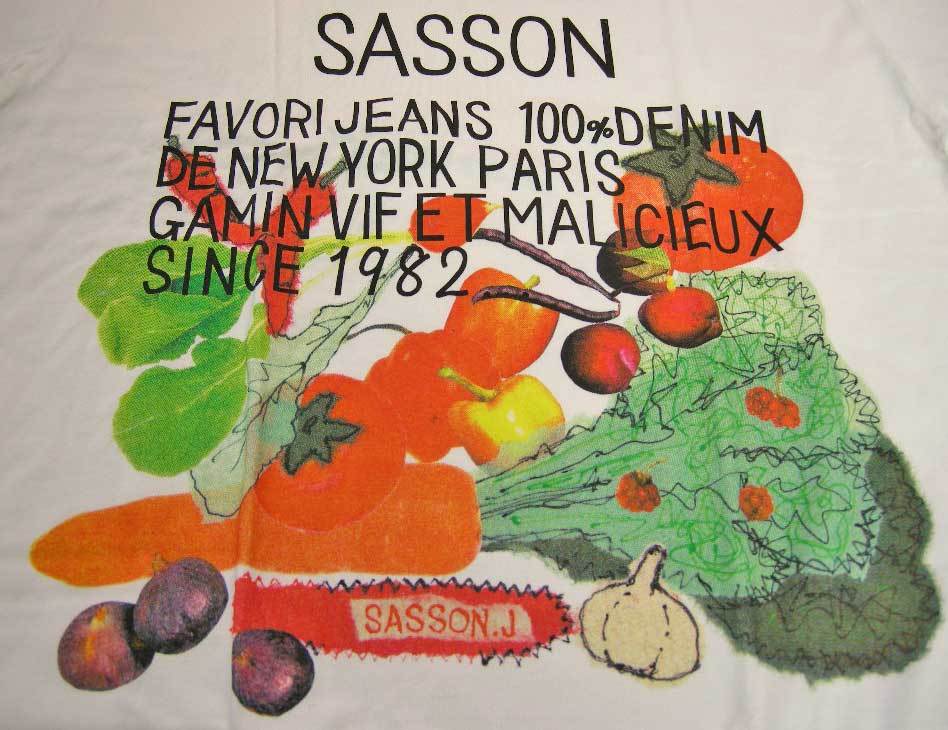 SASSON
FAVORI JEANS 100%DENIM
DE NEW YORK PARIS
GAMIN VIF ET MALICIEUX
SINCE 1982
SASSON.J